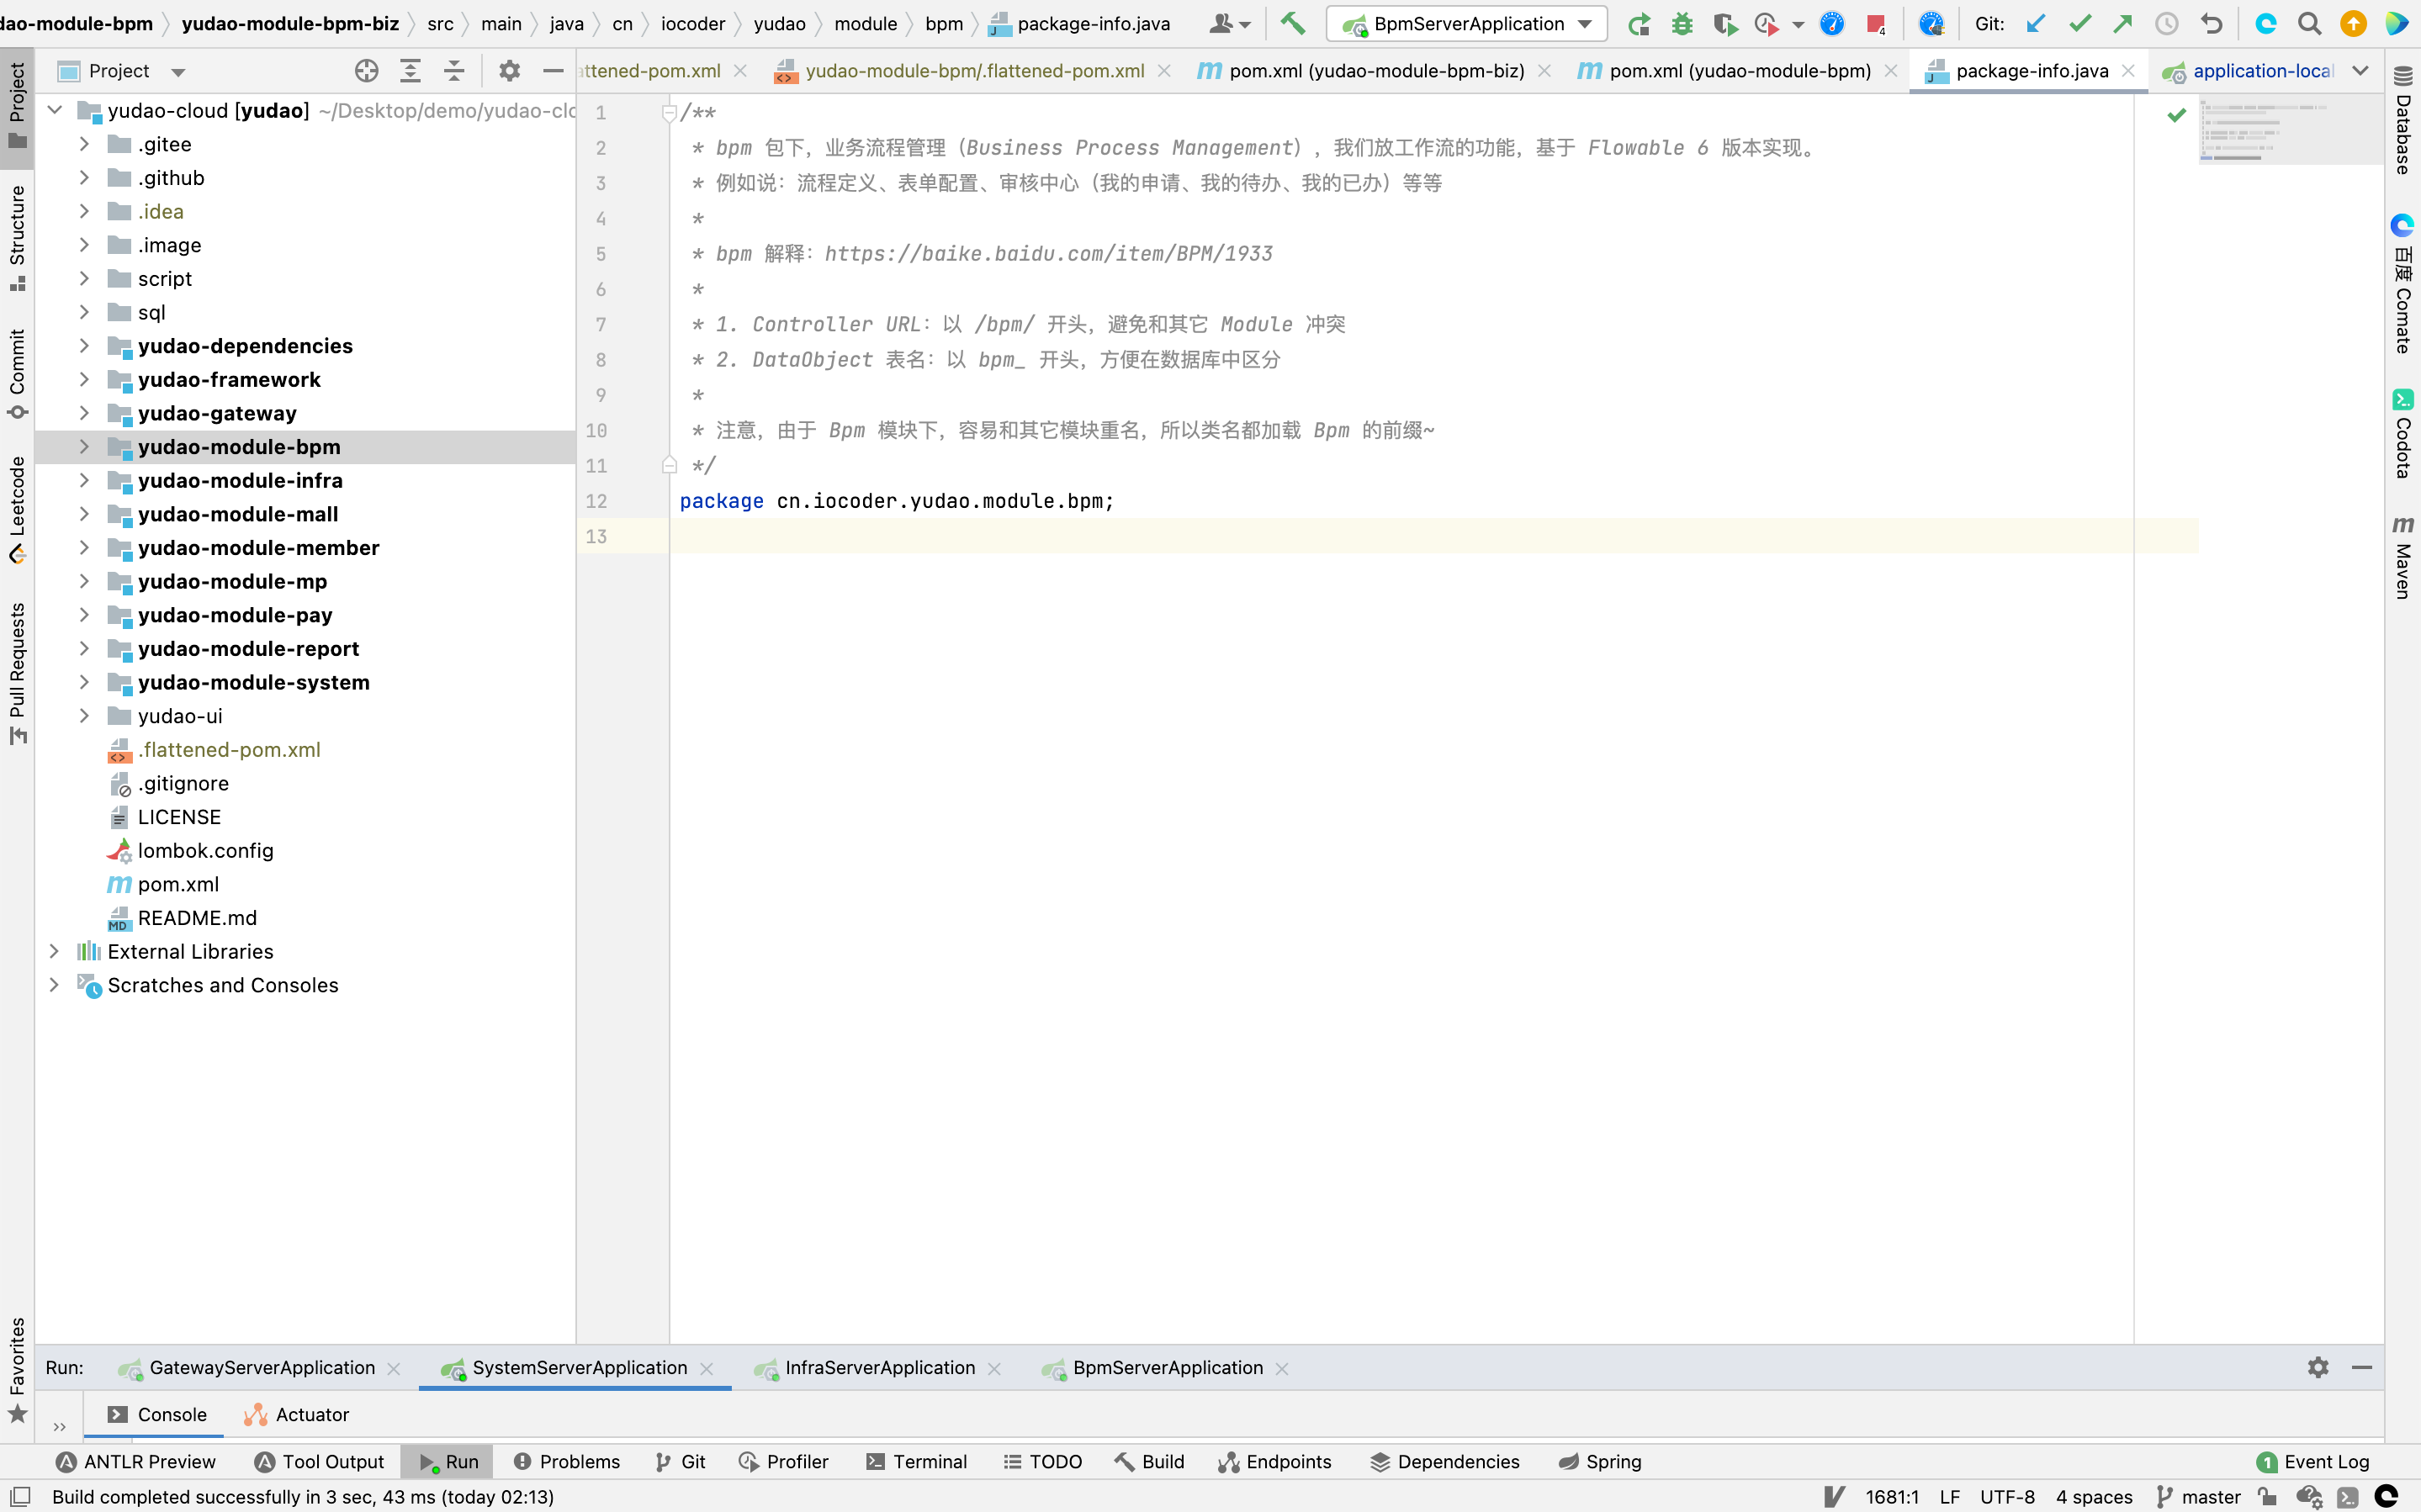 dao-module-bpm yudao-module-bpm-biz src main java cn iocoder yudao module bpm package-info.java BpmServerApplication 4 Git:
Project
attened-pom.xml yudao-module-bpm/.flattened-pom.xml pom.xml (yudao-module-bpm-biz) pom.xml (yudao-module-bpm) package-info.java application-local
yudao-cloud [yudao] ~/Desktop/demo/yudao-clo
.gitee
.github
.idea
.image
script
sql
yudao-dependencies
yudao-framework
yudao-gateway
yudao-module-bpm
yudao-module-infra
yudao-module-mall
yudao-module-member
yudao-module-mp
yudao-module-pay
yudao-module-report
yudao-module-system
yudao-ui
.flattened-pom.xml
.gitignore
LICENSE
lombok.config
pom.xml
README.md
External Libraries
Scratches and Consoles
1 /**
2 * bpm 包下，业务流程管理（Business Process Management），我们放工作流的功能，基于 Flowable 6 版本实现。
3 * 例如说：流程定义、表单配置、审核中心（我的申请、我的待办、我的已办）等等
4 *
5 * bpm 解释：https://baike.baidu.com/item/BPM/1933
6 *
7 * 1. Controller URL：以 /bpm/ 开头，避免和其它 Module 冲突
8 * 2. DataObject 表名：以 bpm_ 开头，方便在数据库中区分
9 *
10 * 注意，由于 Bpm 模块下，容易和其它模块重名，所以类名都加载 Bpm 的前缀~
11 */
12 package cn.iocoder.yudao.module.bpm;
13
Project
Structure
Commit
Leetcode
Pull Requests
Favorites
Database
百度 Comate
Codota
Maven
Run: GatewayServerApplication SystemServerApplication InfraServerApplication BpmServerApplication
Console Actuator
ANTLR Preview Tool Output Run Problems Git Profiler Terminal TODO Build Endpoints Dependencies Spring 1 Event Log
Build completed successfully in 3 sec, 43 ms (today 02:13) 1681:1 LF UTF-8 4 spaces master